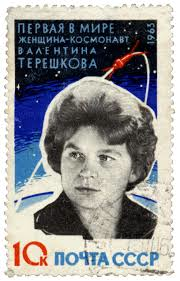 ПЕРВАЯ В МИРЕ
ЖЕНЩИНА-КОСМОНАВТ
ВАЛЕНТИНА
ТЕРЕШКОВА
1963
10к ПОЧТА СССР